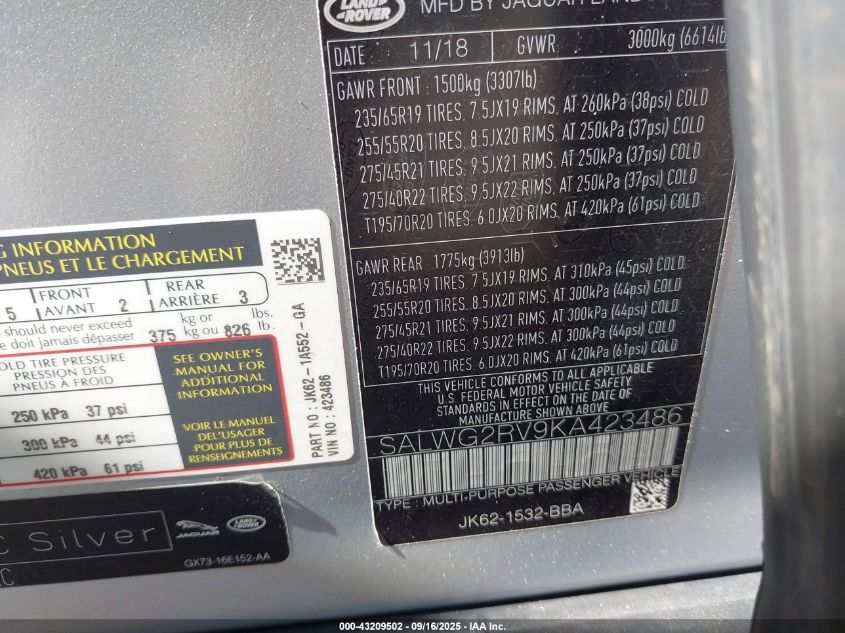 LAND
-ROVER
MFD BY JAGUAR LAND
DATE 11/18 GVWR 3000kg (6614lb
GAWR FRONT : 1500kg (3307lb)
235/65R19 TIRES, 7.5JX19 RIMS, AT 260kPa (38psi) COLD
255/55R20 TIRES, 8.5JX20 RIMS, AT 250kPa (37psi) COLD
275/45R21 TIRES, 9.5JX21 RIMS, AT 250kPa (37psi) COLD
275/40R22 TIRES, 9.5JX22 RIMS, AT 250kPa (37psi) COLD
T195/70R20 TIRES, 6.0JX20 RIMS, AT 420kPa (61psi) COLD
GAWR REAR : 1775kg (3913lb)
235/65R19 TIRES, 7.5JX19 RIMS, AT 310kPa (45psi) COLD
255/55R20 TIRES, 8.5JX20 RIMS, AT 300kPa (44psi) COLD
275/45R21 TIRES, 9.5JX21 RIMS, AT 300kPa (44psi) COLD
275/40R22 TIRES, 9.5JX22 RIMS, AT 300kPa (44psi) COLD
T195/70R20 TIRES, 6.0JX20 RIMS, AT 420kPa (61psi) COLD
THIS VEHICLE CONFORMS TO ALL APPLICABLE
U.S. FEDERAL MOTOR VEHICLE SAFETY
STANDARDS IN EFFECT ON THE DATE OF
MANUFACTURE SHOWN ABOVE
SALWG2RV9KA423486
TYPE : MULTI-PURPOSE PASSENGER VEHICLE
JK62-1532-BBA
G INFORMATION
PNEUS ET LE CHARGEMENT
5 FRONT 2 REAR 3
AVANT ARRIÈRE
should never exceed 375 kg or 826 lbs.
e doit jamais dépasser kg ou lb.
OLD TIRE PRESSURE
PRESSION DES
PNEUS À FROID
250 kPa 37 psi
300 kPa 44 psi
420 kPa 61 psi
SEE OWNER'S
MANUAL FOR
ADDITIONAL
INFORMATION
VOIR LE MANUEL
DE L'USAGER
POUR PLUS DE
RENSEIGNEMENTS
PART NO : JK62-1A552-GA
VIN NO : 423486
C Silver
JAGUAR
LAND
-ROVER
GX73-16E152-AA
C
000-43209502 - 09/16/2025 - IAA Inc.